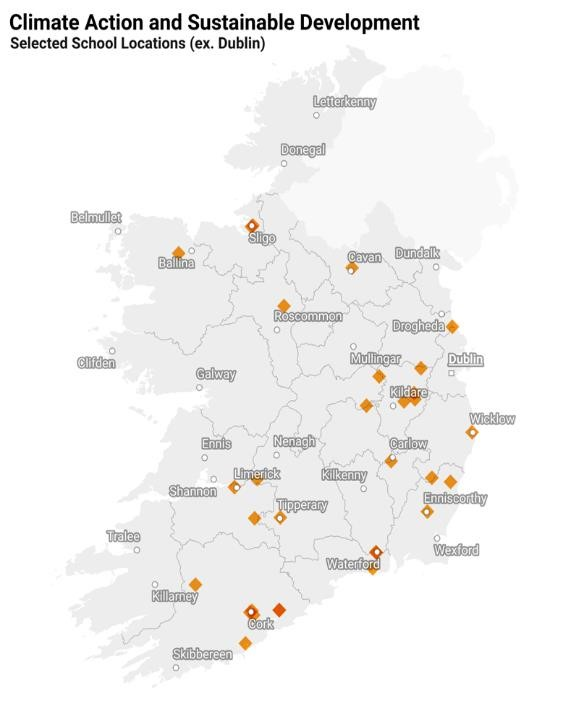 Climate Action and Sustainable Development
Selected School Locations (ex. Dublin)
Letterkenny
Donegal
Belmullet
Sligo
Ballina
Cavan
Dundalk
Roscommon
Drogheda
Mullingar
Dublin
Clifden
Galway
Kildare
Wicklow
Ennis
Nenagh
Carlow
Limerick
Kilkenny
Shannon
Enniscorthy
Tipperary
Tralee
Wexford
Waterford
Killarney
Cork
Skibbereen